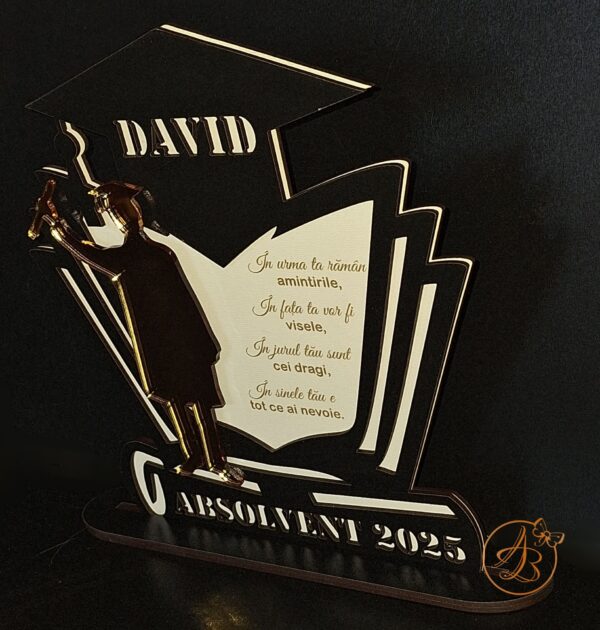 DAVID
În urma ta rămân
amintirile,
În fața ta vor fi
visele,
În jurul tău sunt
cei dragi,
În sinele tău e
tot ce ai nevoie.
ABSOLVENT 2025
AB